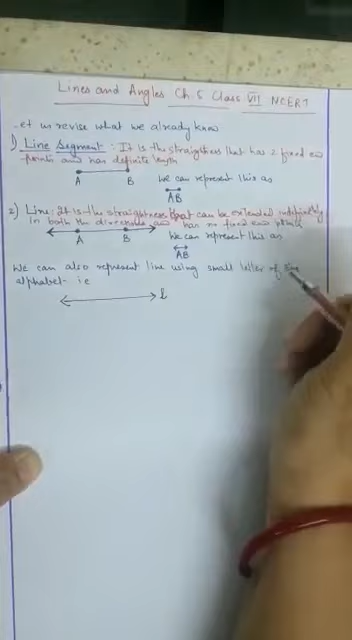 Lines and Angles Ch.5 Class VII NCERT
Let us revise what we already know
1) Line Segment: It is the straightness that has 2 fixed end
points and has definite length
A B
We can represent this as
AB
2) Line: It is the straightness that can be extended indefinitely
in both the directions and has no fixed end points
A B
We can represent this as
AB
We can also represent line using small letter of
alphabet i.e
l